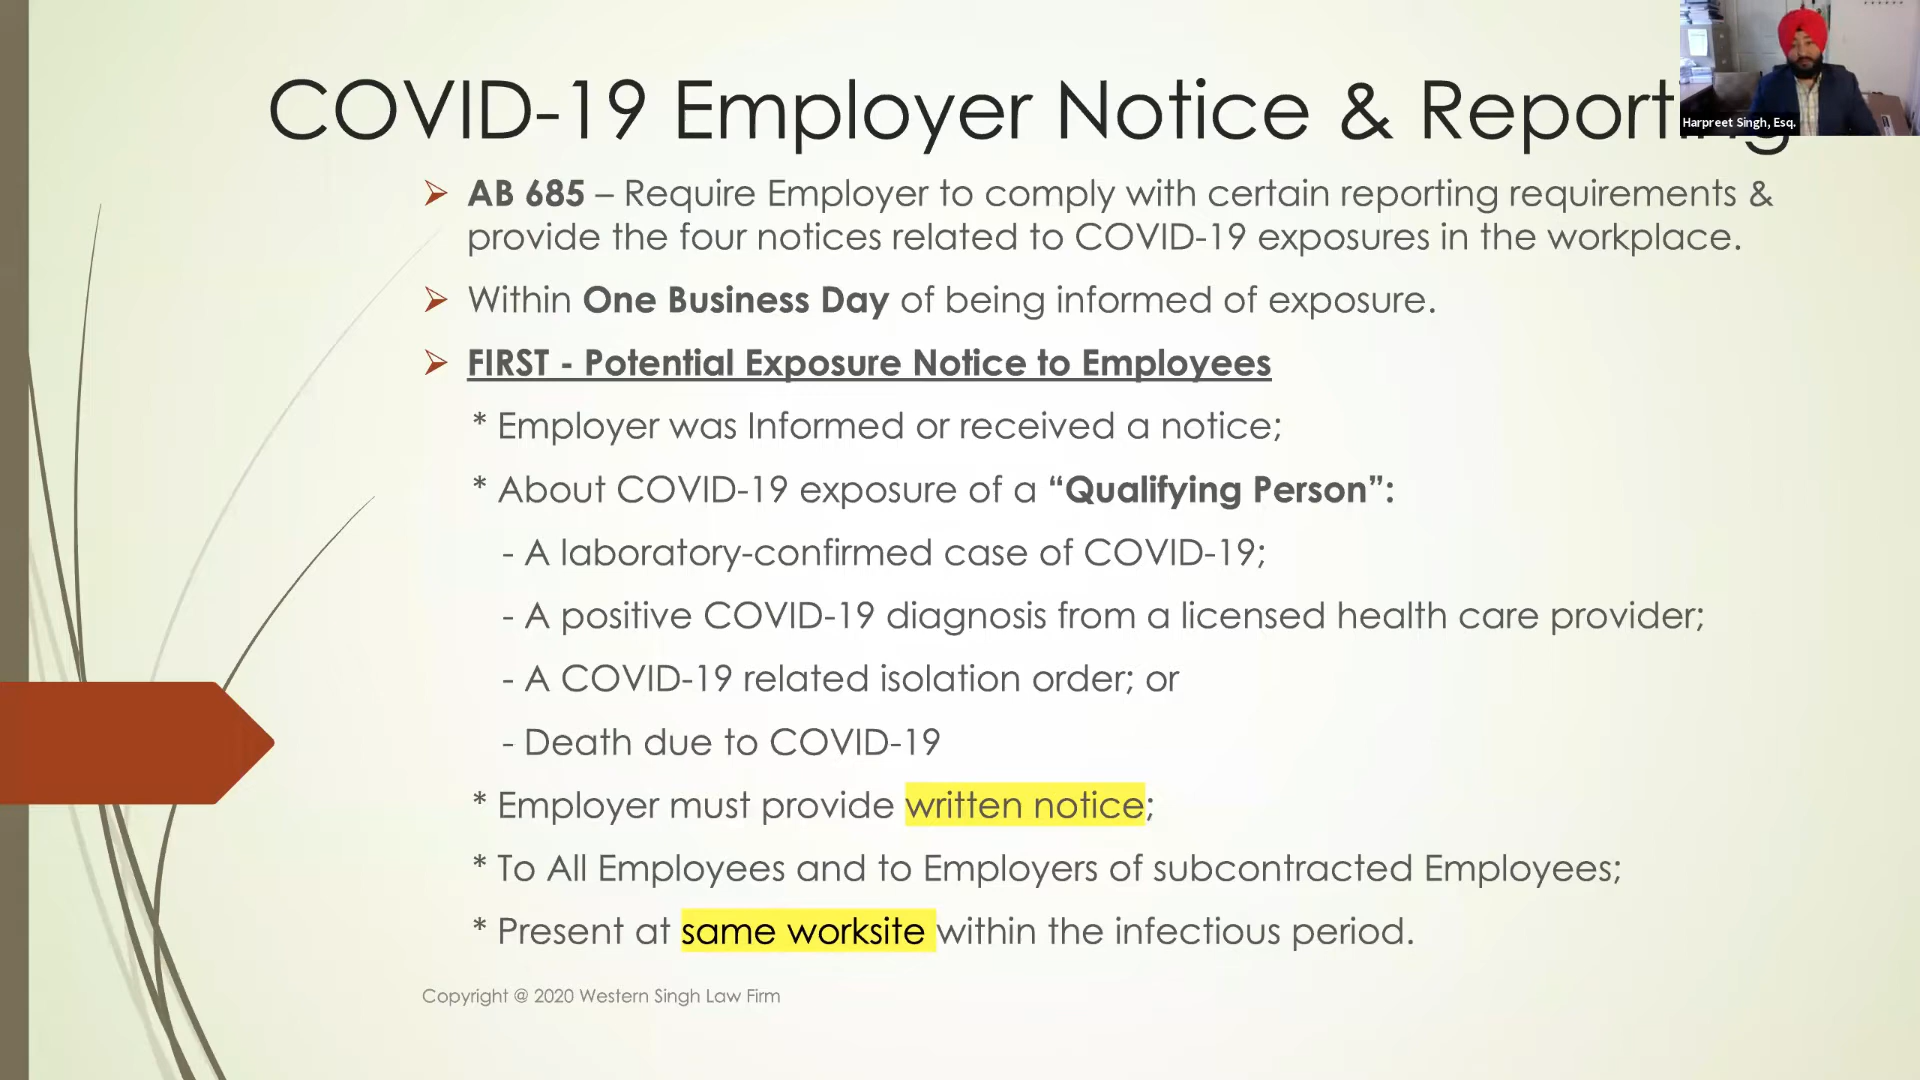 COVID-19 Employer Notice & Reporting
Harpreet Singh, Esq.
➢ AB 685 – Require Employer to comply with certain reporting requirements &
provide the four notices related to COVID-19 exposures in the workplace.
➢ Within One Business Day of being informed of exposure.
➢ FIRST - Potential Exposure Notice to Employees
* Employer was Informed or received a notice;
* About COVID-19 exposure of a “Qualifying Person”:
- A laboratory-confirmed case of COVID-19;
- A positive COVID-19 diagnosis from a licensed health care provider;
- A COVID-19 related isolation order; or
- Death due to COVID-19
* Employer must provide written notice;
* To All Employees and to Employers of subcontracted Employees;
* Present at same worksite within the infectious period.
Copyright @ 2020 Western Singh Law Firm